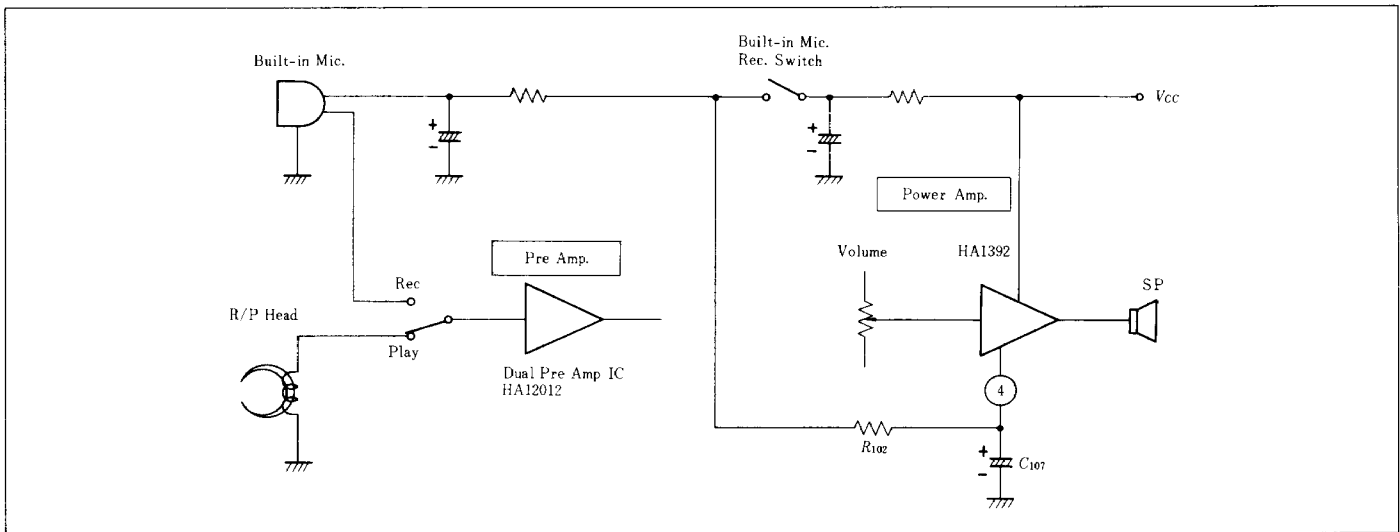 Built-in Mic.
Built-in Mic.
Rec. Switch
+
-
+
-
VCC
Power Amp.
Pre Amp.
Volume
HA1392
SP
Rec
R/P Head
Play
Dual Pre Amp IC
HA12012
4
R102
+
-
C107